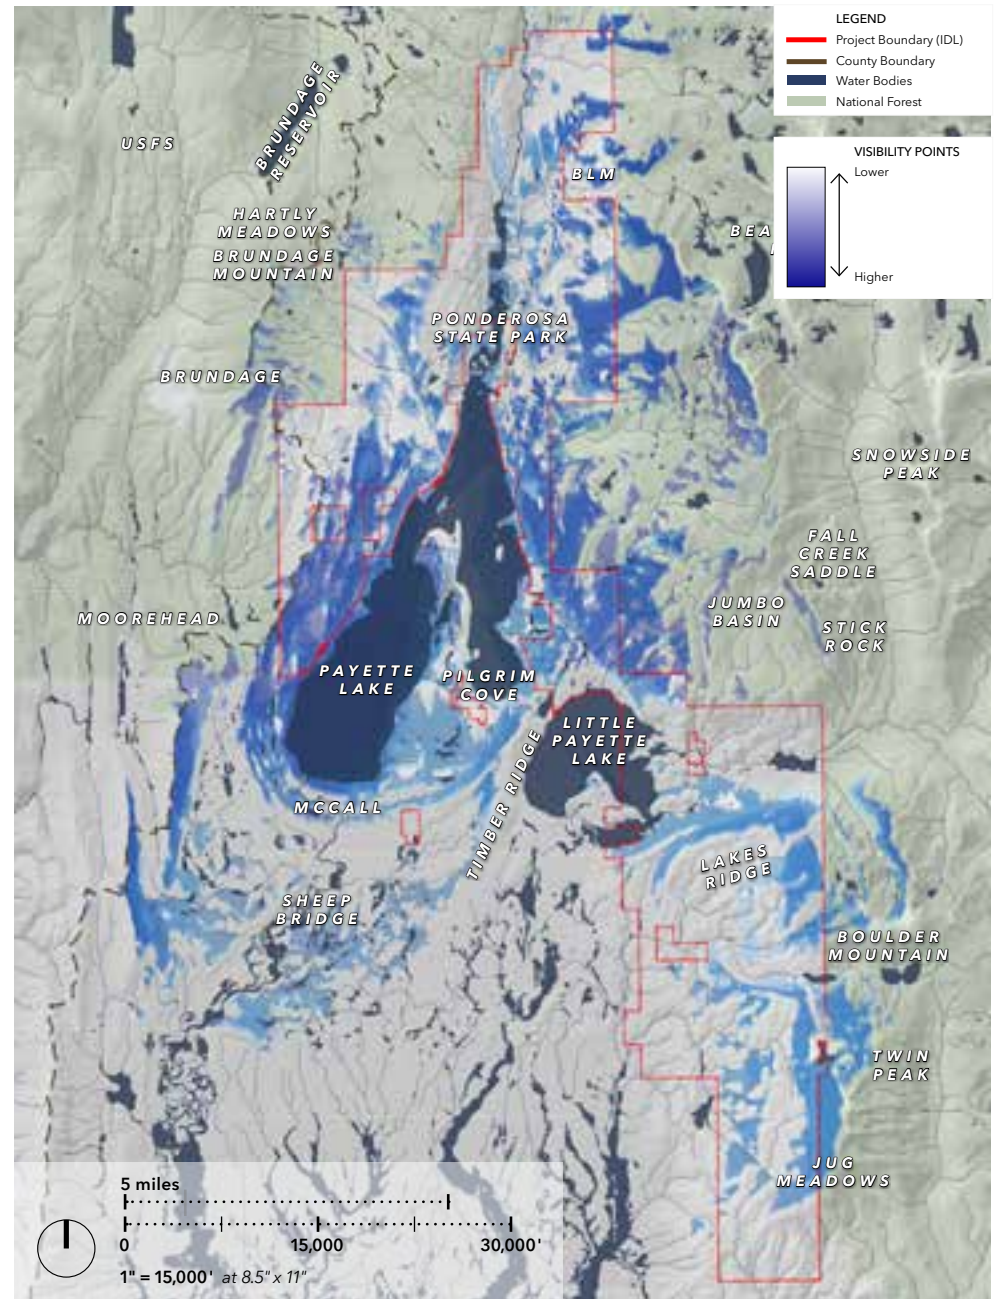 LEGEND
Project Boundary (IDL)
County Boundary
Water Bodies
National Forest
VISIBILITY POINTS
Lower
Higher
BRUNDAGE
RESERVOIR
USFS
BLM
HARTLY
MEADOWS
BEA
BRUNDAGE
MOUNTAIN
PONDEROSA
STATE PARK
BRUNDAGE
SNOWSIDE
PEAK
FALL
CREEK
SADDLE
JUMBO
BASIN
MOOREHEAD
STICK
ROCK
PAYETTE
LAKE
PILGRIM
COVE
LITTLE
PAYETTE
LAKE
TIMBER RIDGE
MCCALL
LAKES
RIDGE
SHEEP
BRIDGE
BOULDER
MOUNTAIN
TWIN
PEAK
JUG
MEADOWS
5 miles
0 15,000 30,000'
1" = 15,000' at 8.5" x 11"